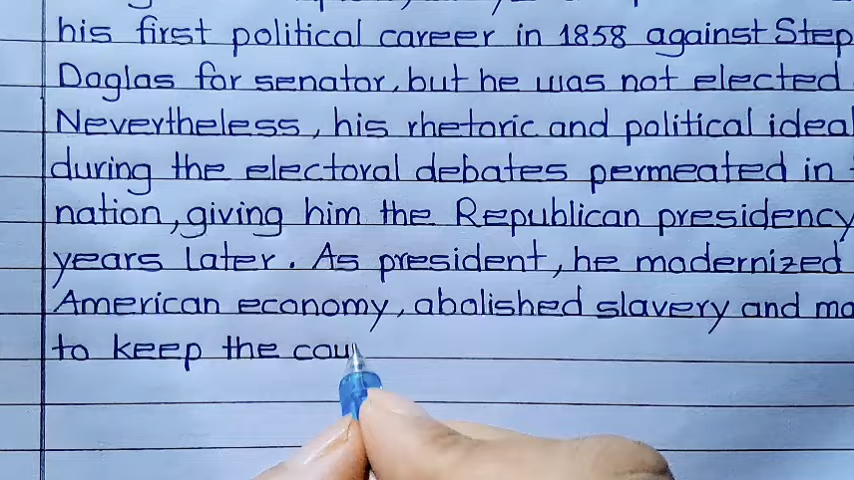 his first political career in 1858 against Step
Daglas for senator, but he was not elected
Nevertheless, his rhetoric and political ideal
during the electoral debates permeated in
nation, giving him the Republican presidency
years later. As president, he modernized
American economy, abolished slavery and ma
to keep the cou